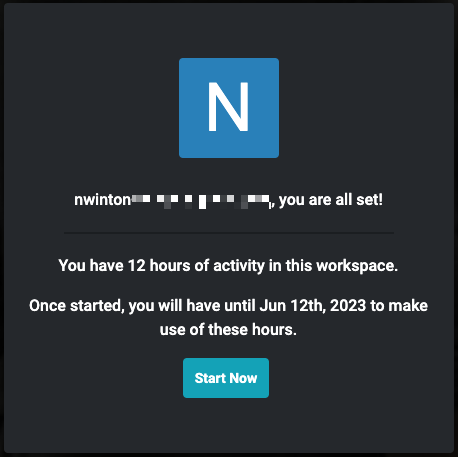 N
nwinton, you are all set!
You have 12 hours of activity in this workspace.
Once started, you will have until Jun 12th, 2023 to make
use of these hours.
Start Now